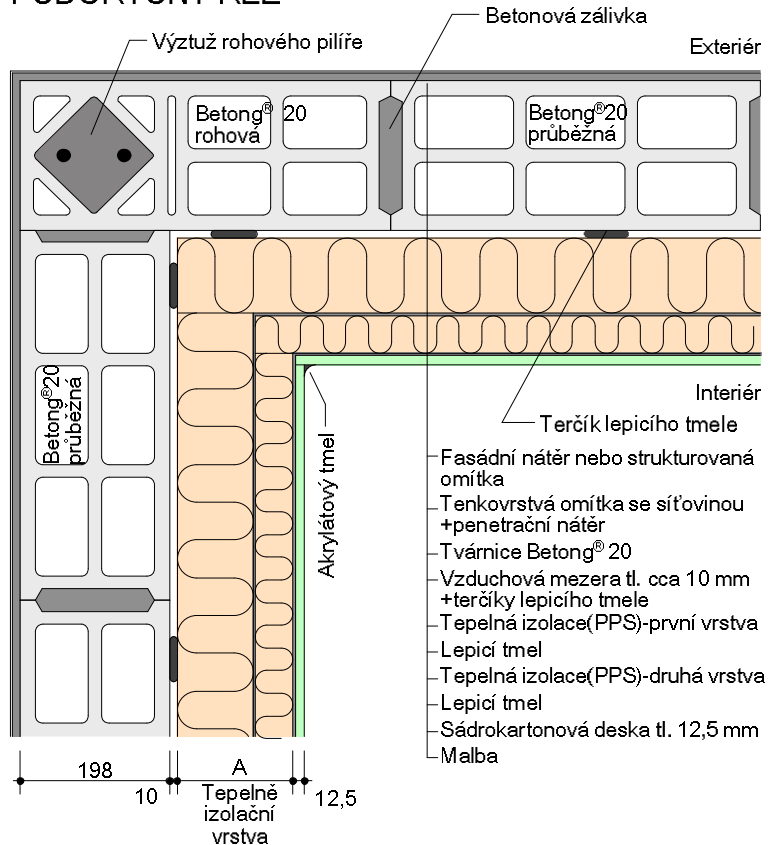 Betonová zálivka
Výztuž rohového pilíře
Exteriér
Betong® 20
rohová
Betong®20
průběžná
Betong®20
průběžná
Interiér
Terčík lepicího tmele
Akrylátový tmel
Fasádní nátěr nebo strukturovaná
omítka
Tenkovrstvá omítka se síťovinou
+penetrační nátěr
Tvárnice Betong® 20
Vzduchová mezera tl. cca 10 mm
+terčíky lepicího tmele
Tepelná izolace(PPS)-první vrstva
Lepicí tmel
Tepelná izolace(PPS)-druhá vrstva
Lepicí tmel
Sádrokartonová deska tl. 12,5 mm
Malba
198
A
10
12,5
Tepelně
izolační
vrstva